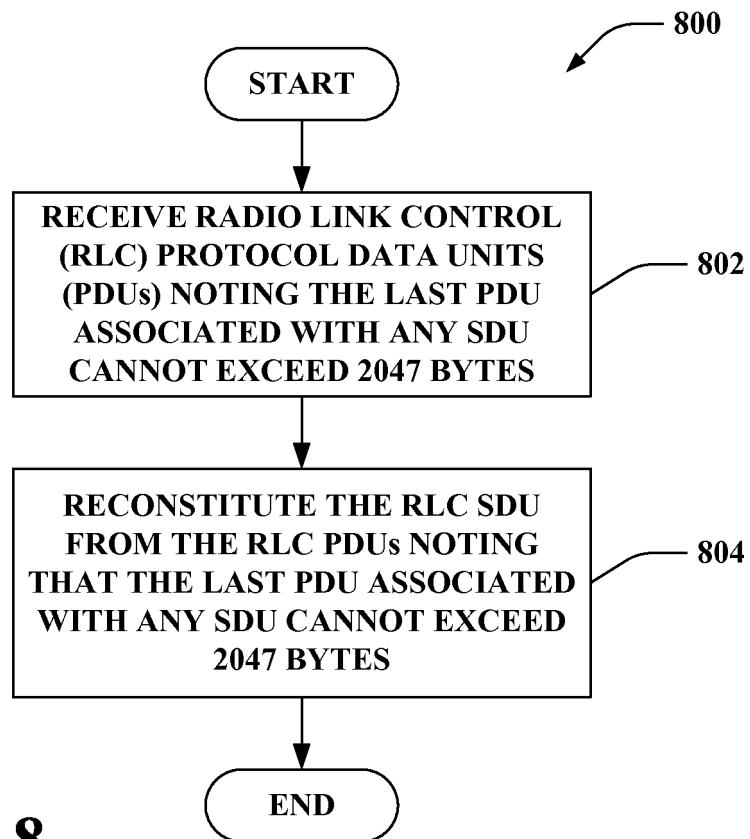 800
START
RECEIVE RADIO LINK CONTROL
(RLC) PROTOCOL DATA UNITS
(PDUs) NOTING THE LAST PDU
ASSOCIATED WITH ANY SDU
CANNOT EXCEED 2047 BYTES
802
RECONSTITUTE THE RLC SDU
FROM THE RLC PDUs NOTING
THAT THE LAST PDU ASSOCIATED
WITH ANY SDU CANNOT EXCEED
2047 BYTES
804
END
8